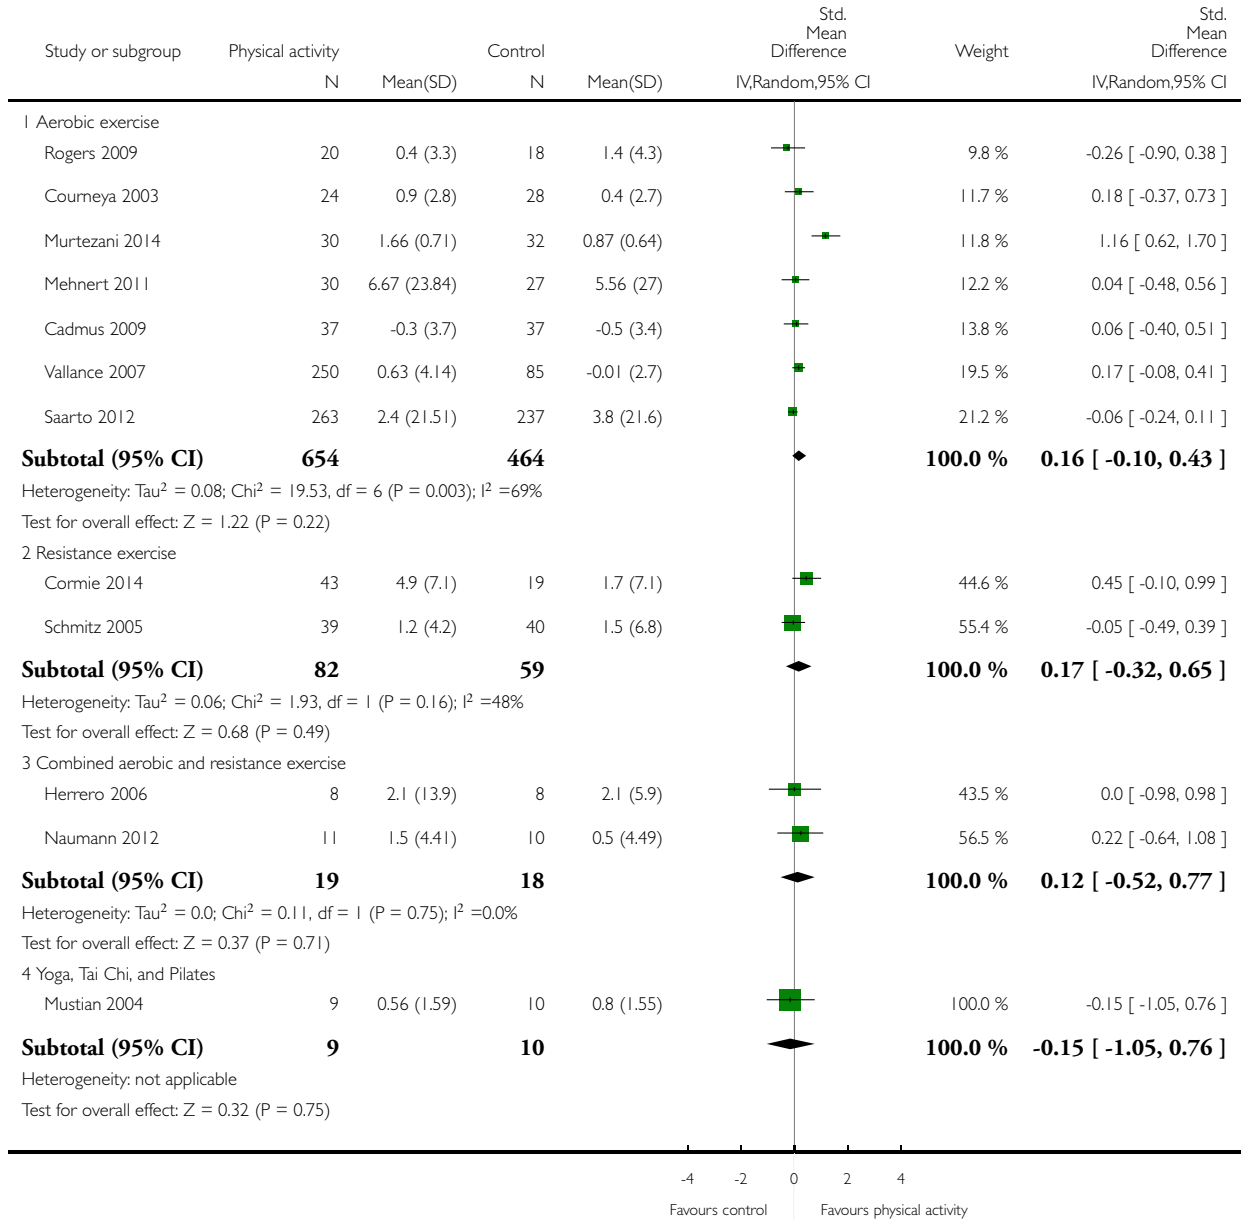 Std. Mean Difference Std. Mean Difference
Study or subgroup Physical activity Control Weight
N Mean(SD) N Mean(SD) IV,Random,95% CI IV,Random,95% CI
1 Aerobic exercise
Rogers 2009 20 0.4 (3.3) 18 1.4 (4.3) 9.8 % -0.26 [ -0.90, 0.38 ]
Courneya 2003 24 0.9 (2.8) 28 0.4 (2.7) 11.7 % 0.18 [ -0.37, 0.73 ]
Murtezani 2014 30 1.66 (0.71) 32 0.87 (0.64) 11.8 % 1.16 [ 0.62, 1.70 ]
Mehnert 2011 30 6.67 (23.84) 27 5.56 (27) 12.2 % 0.04 [ -0.48, 0.56 ]
Cadmus 2009 37 -0.3 (3.7) 37 -0.5 (3.4) 13.8 % 0.06 [ -0.40, 0.51 ]
Vallance 2007 250 0.63 (4.14) 85 -0.01 (2.7) 19.5 % 0.17 [ -0.08, 0.41 ]
Saarto 2012 263 2.4 (21.51) 237 3.8 (21.6) 21.2 % -0.06 [ -0.24, 0.11 ]
Subtotal (95% CI) 654 464 100.0 % 0.16 [ -0.10, 0.43 ]
Heterogeneity: Tau² = 0.08; Chi² = 19.53, df = 6 (P = 0.003); I² =69%
Test for overall effect: Z = 1.22 (P = 0.22)
2 Resistance exercise
Cormie 2014 43 4.9 (7.1) 19 1.7 (7.1) 44.6 % 0.45 [ -0.10, 0.99 ]
Schmitz 2005 39 1.2 (4.2) 40 1.5 (6.8) 55.4 % -0.05 [ -0.49, 0.39 ]
Subtotal (95% CI) 82 59 100.0 % 0.17 [ -0.32, 0.65 ]
Heterogeneity: Tau² = 0.06; Chi² = 1.93, df = 1 (P = 0.16); I² =48%
Test for overall effect: Z = 0.68 (P = 0.49)
3 Combined aerobic and resistance exercise
Herrero 2006 8 2.1 (13.9) 8 2.1 (5.9) 43.5 % 0.0 [ -0.98, 0.98 ]
Naumann 2012 11 1.5 (4.41) 10 0.5 (4.49) 56.5 % 0.22 [ -0.64, 1.08 ]
Subtotal (95% CI) 19 18 100.0 % 0.12 [ -0.52, 0.77 ]
Heterogeneity: Tau² = 0.0; Chi² = 0.11, df = 1 (P = 0.75); I² =0.0%
Test for overall effect: Z = 0.37 (P = 0.71)
4 Yoga, Tai Chi, and Pilates
Mustian 2004 9 0.56 (1.59) 10 0.8 (1.55) 100.0 % -0.15 [ -1.05, 0.76 ]
Subtotal (95% CI) 9 10 100.0 % -0.15 [ -1.05, 0.76 ]
Heterogeneity: not applicable
Test for overall effect: Z = 0.32 (P = 0.75)
-4 -2 0 2 4
Favours control Favours physical activity